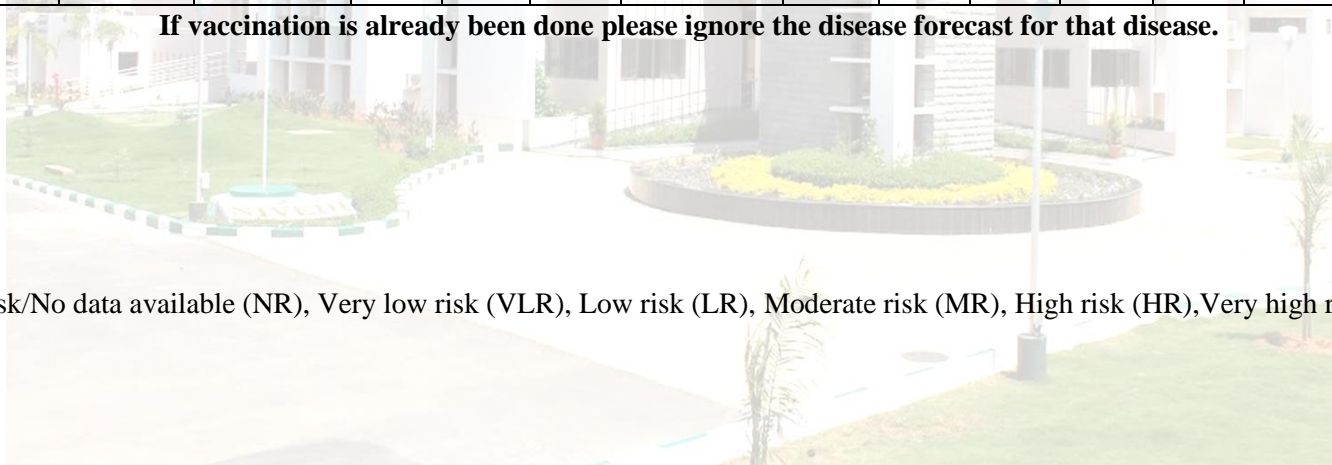 If vaccination is already been done please ignore the disease forecast for that disease.
sk/No data available (NR), Very low risk (VLR), Low risk (LR), Moderate risk (MR), High risk (HR),Very high r